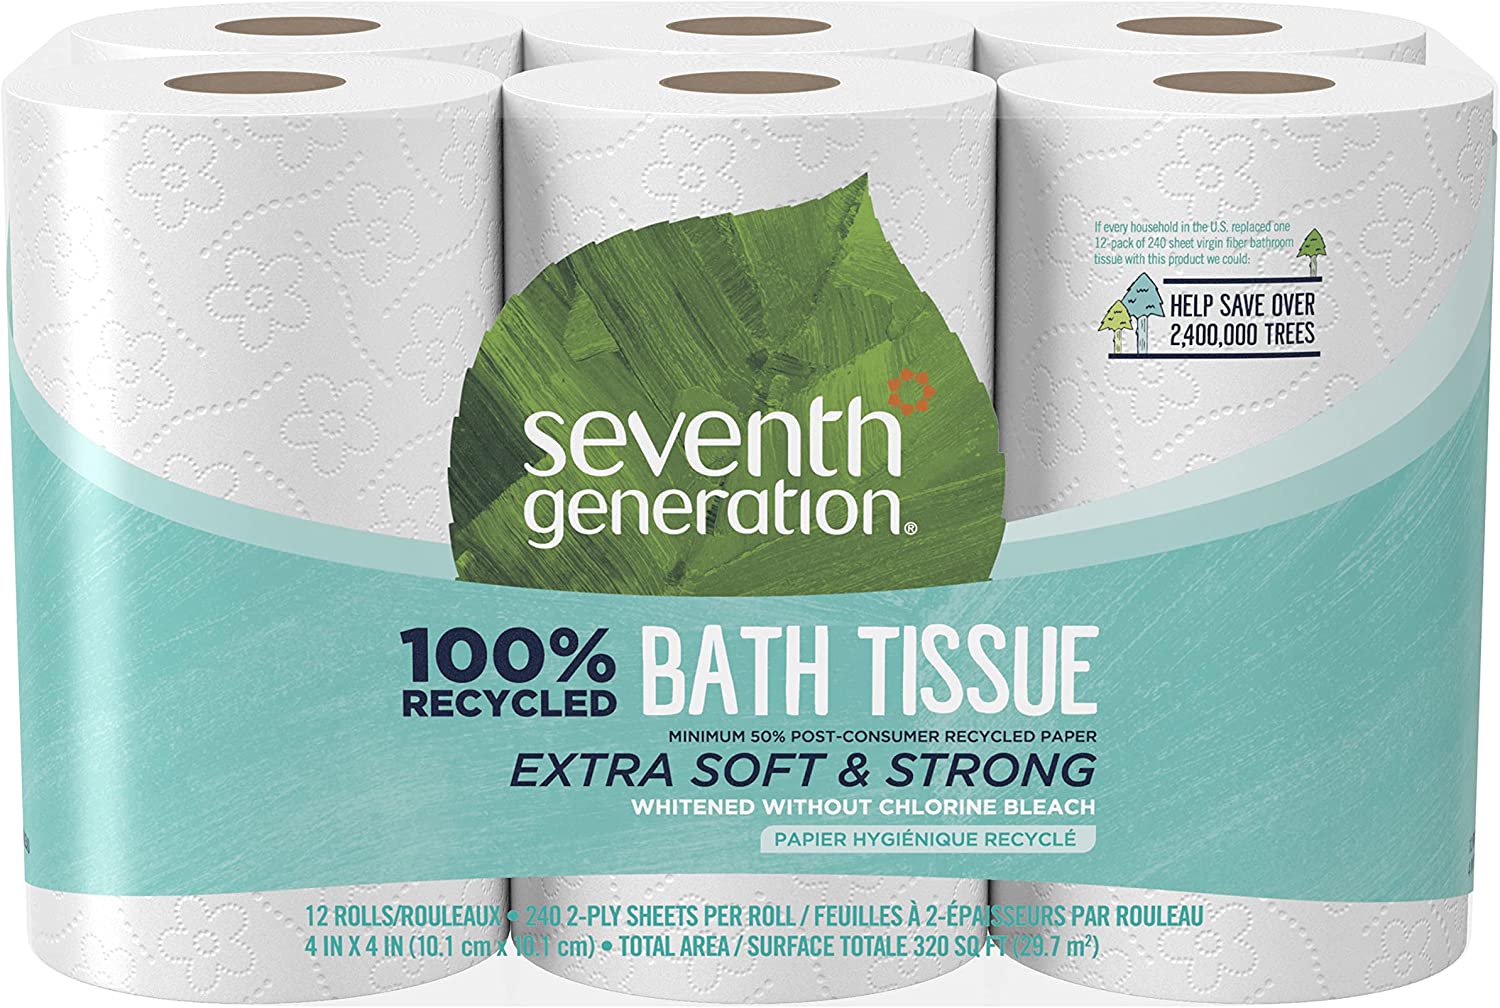 If every household in the U.S. replaced one
12-pack of 240 sheet virgin fiber bathroom
tissue with this product we could:
HELP SAVE OVER
2,400,000 TREES
seventh
generation®
100%
RECYCLED
BATH TISSUE
MINIMUM 50% POST-CONSUMER RECYCLED PAPER
EXTRA SOFT & STRONG
WHITENED WITHOUT CHLORINE BLEACH
PAPIER HYGIÉNIQUE RECYCLÉ
12 ROLLS/ROULEAUX • 240 2-PLY SHEETS PER ROLL / FEUILLES À 2-ÉPAISSEURS PAR ROULEAU
4 IN X 4 IN (10.1 cm x 10.1 cm) • TOTAL AREA / SURFACE TOTALE 320 SQ FT (29.7 m²)